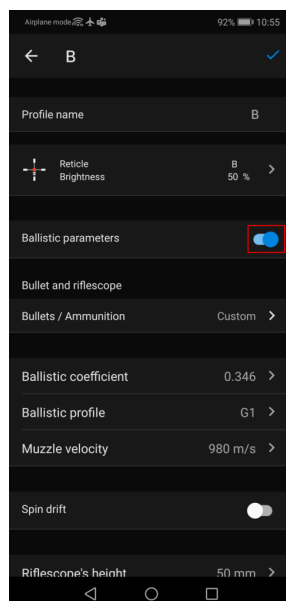 Airplane mode 92% 10:55
B
Profile name B
Reticle B
Brightness 50 %
Ballistic parameters
Bullet and riflescope
Bullets / Ammunition Custom
Ballistic coefficient 0.346
Ballistic profile G1
Muzzle velocity 980 m/s
Spin drift
Riflescope's height 50 mm